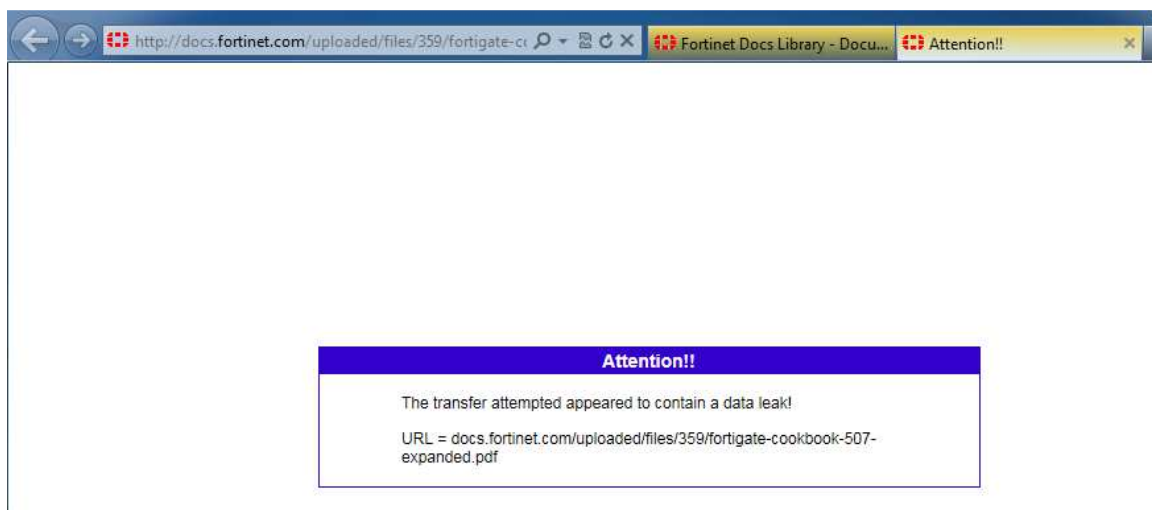 http://docs.fortinet.com/uploaded/files/359/fortigate-c
Fortinet Docs Library - Docu...
Attention!!
Attention!!
The transfer attempted appeared to contain a data leak!
URL = docs.fortinet.com/uploaded/files/359/fortigate-cookbook-507-
expanded.pdf